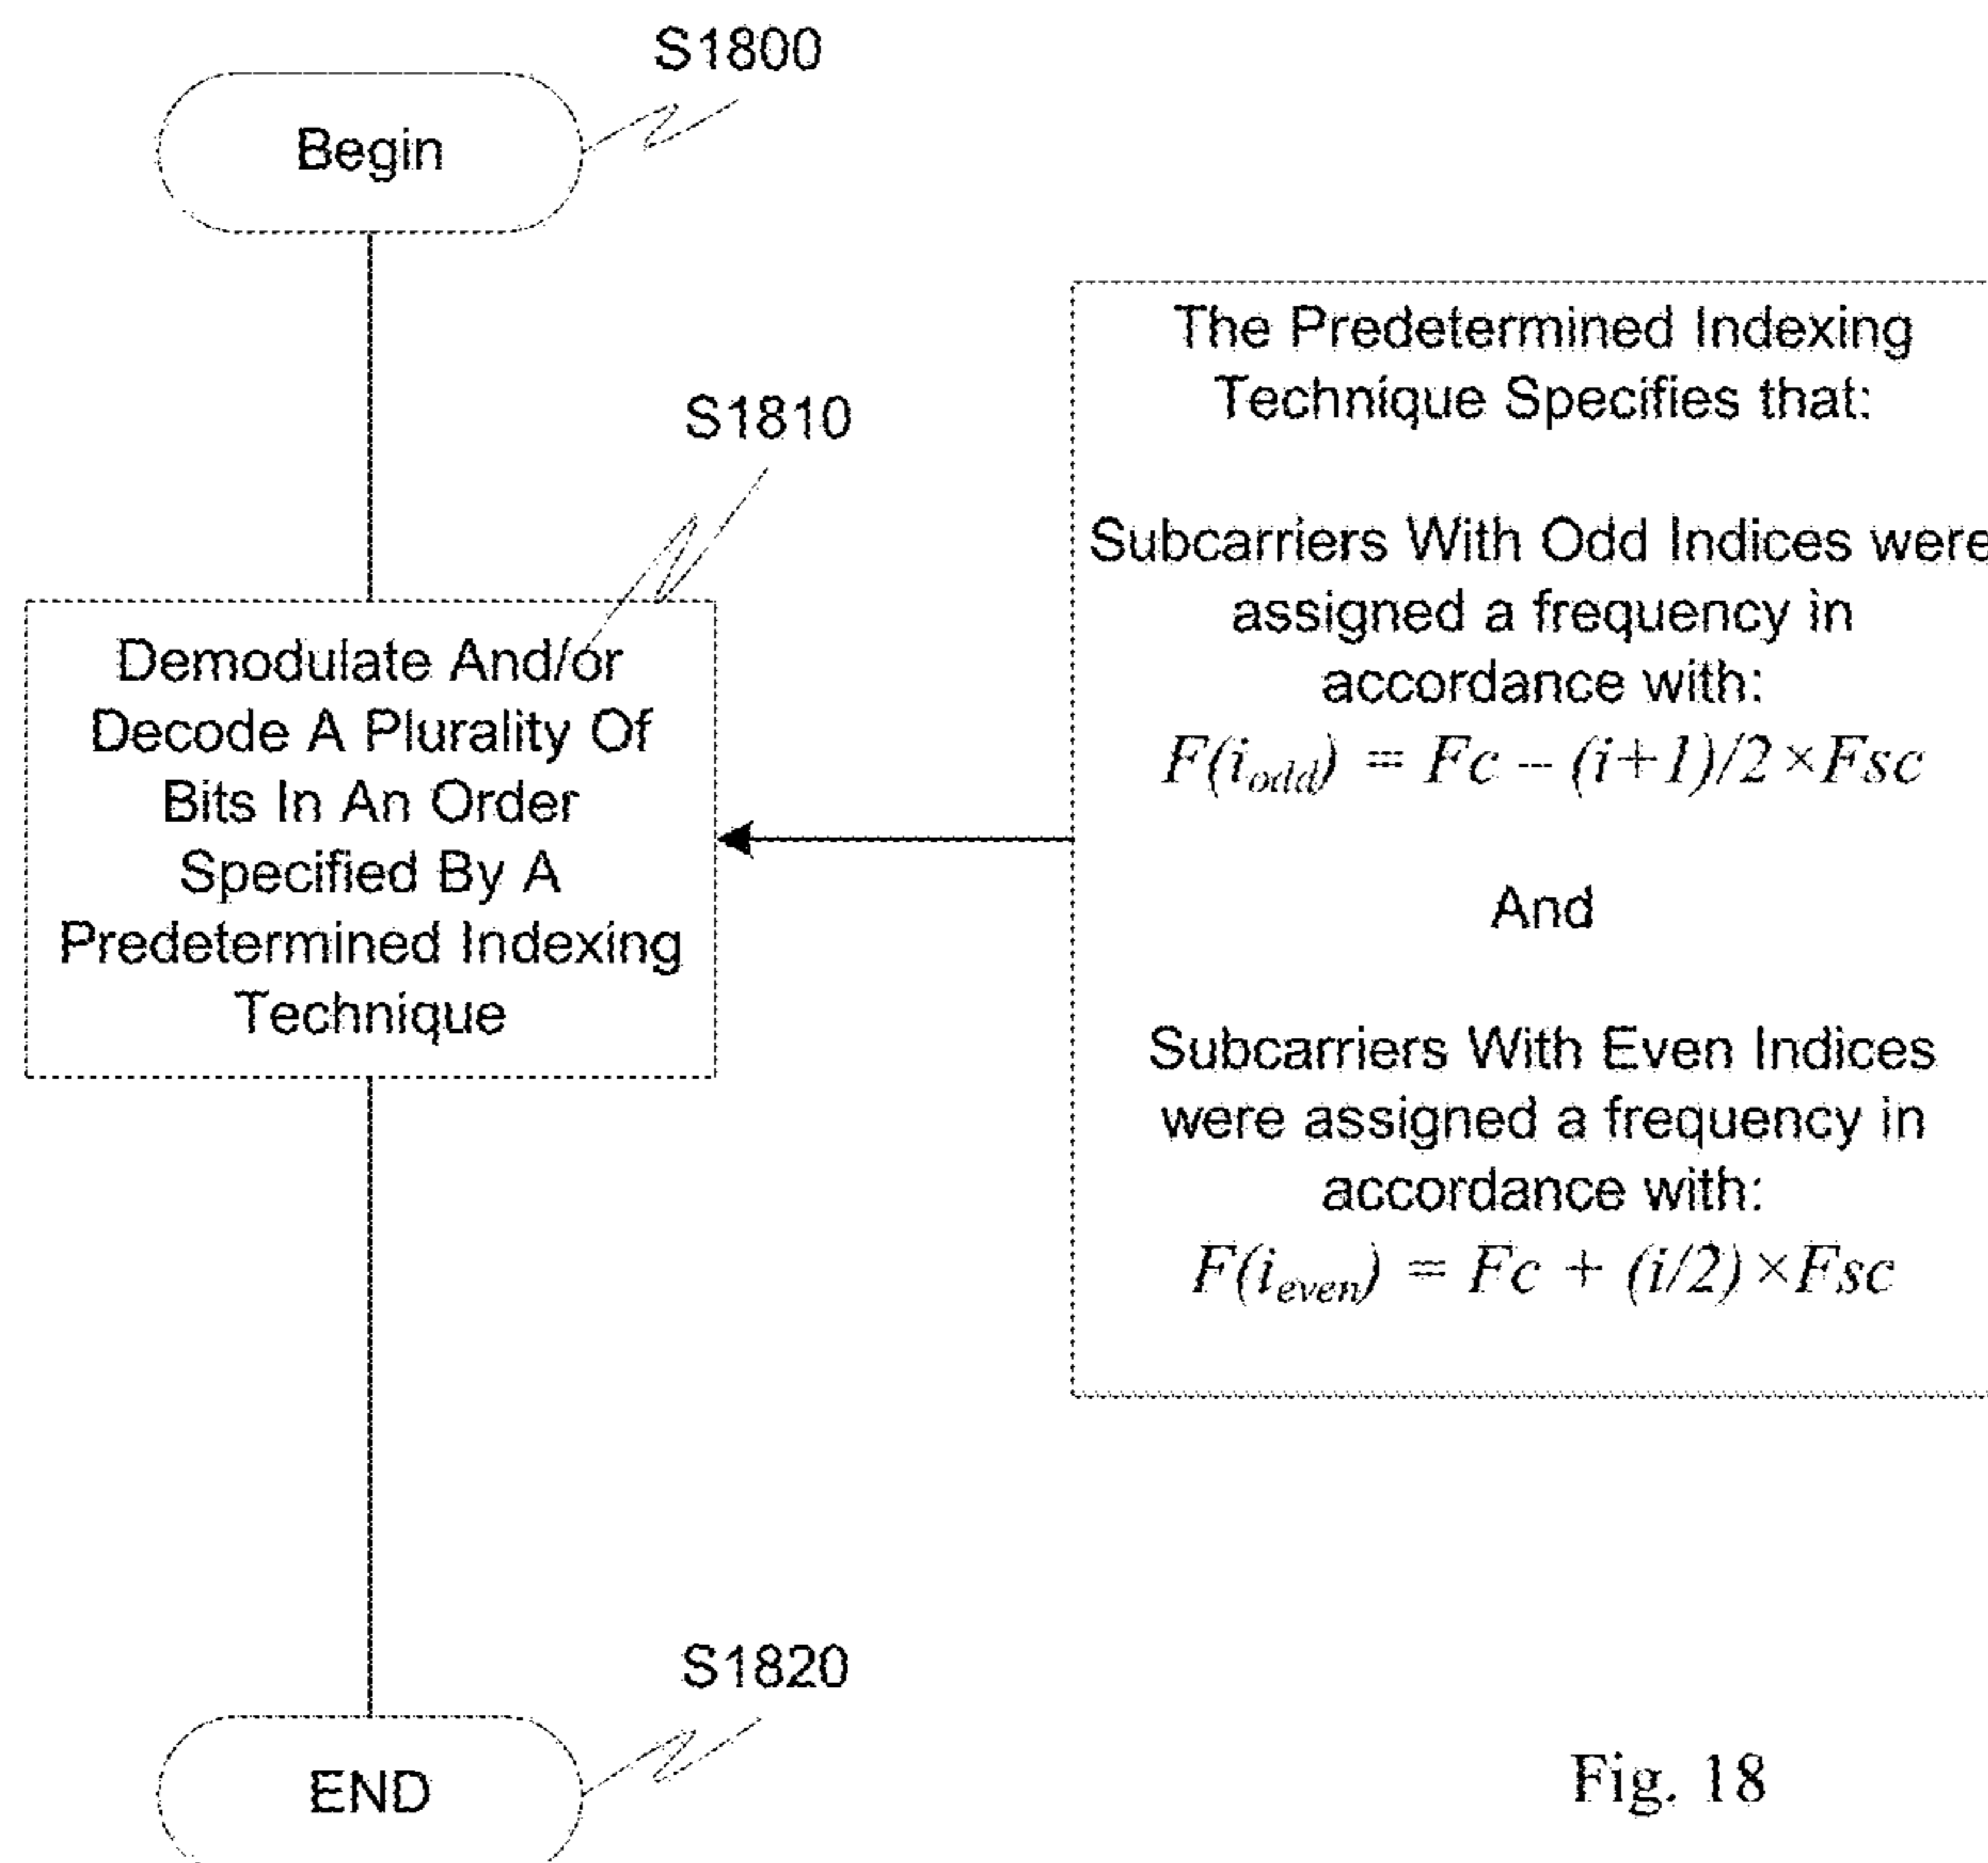 S1800
Begin
S1810
Demodulate And/or
Decode A Plurality Of
Bits In An Order
Specified By A
Predetermined Indexing
Technique
The Predetermined Indexing
Technique Specifies that:
Subcarriers With Odd Indices were
assigned a frequency in
accordance with:
F(i_odd) = Fc – (i+1)/2×Fsc
And
Subcarriers With Even Indices
were assigned a frequency in
accordance with:
F(i_even) = Fc + (i/2)×Fsc
S1820
END
Fig. 18